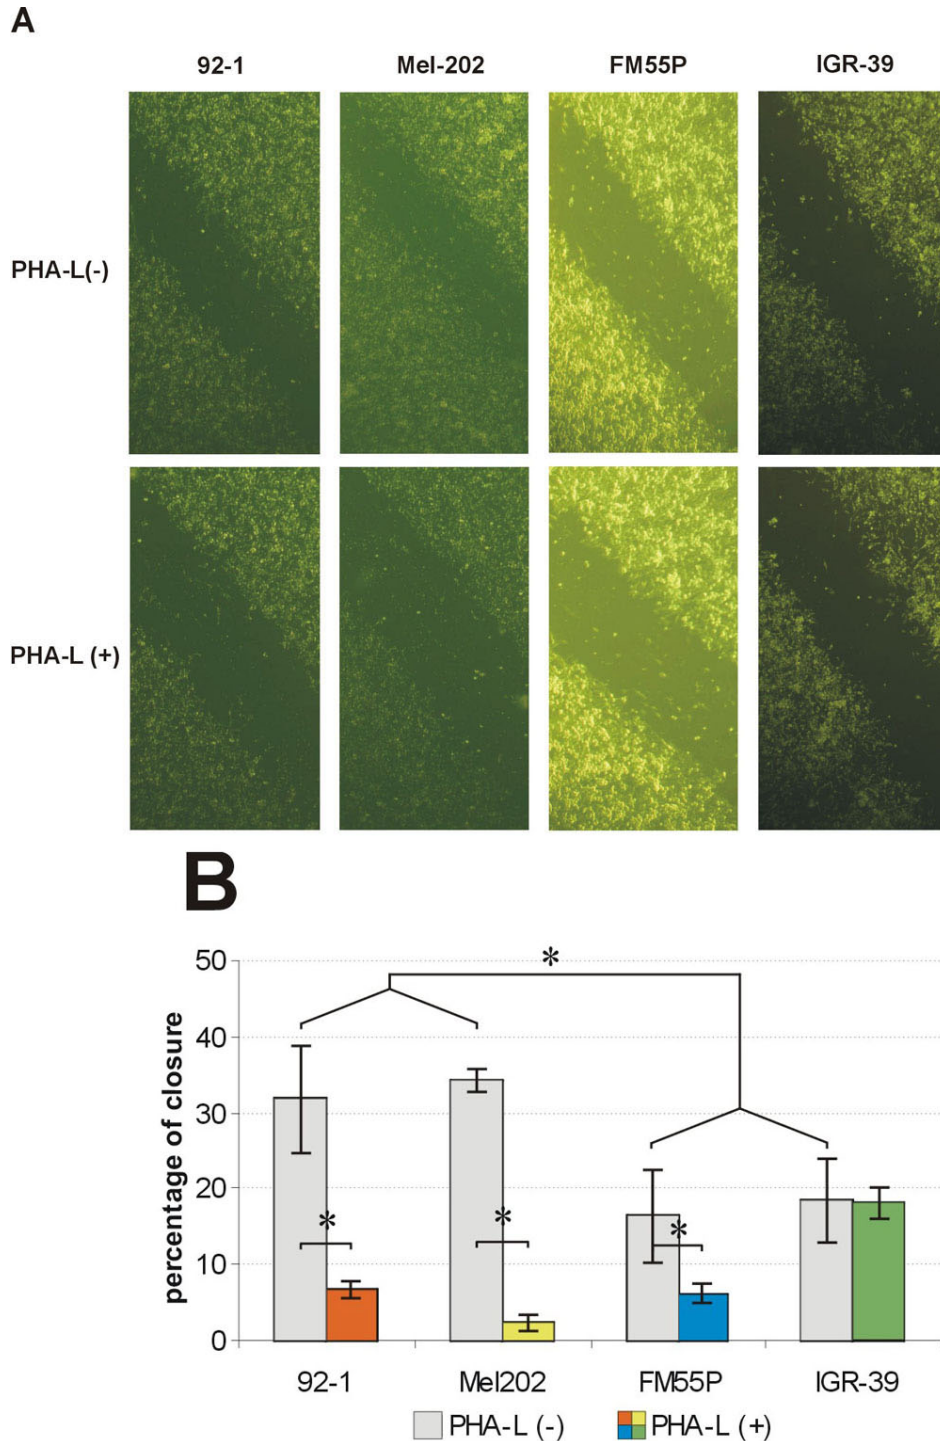 A
92-1 Mel-202 FM55P IGR-39
PHA-L(-)
PHA-L (+)
B
percentage of closure
50
40
30
20
10
0
*
* * *
92-1 Mel202 FM55P IGR-39
PHA-L (-) PHA-L (+)